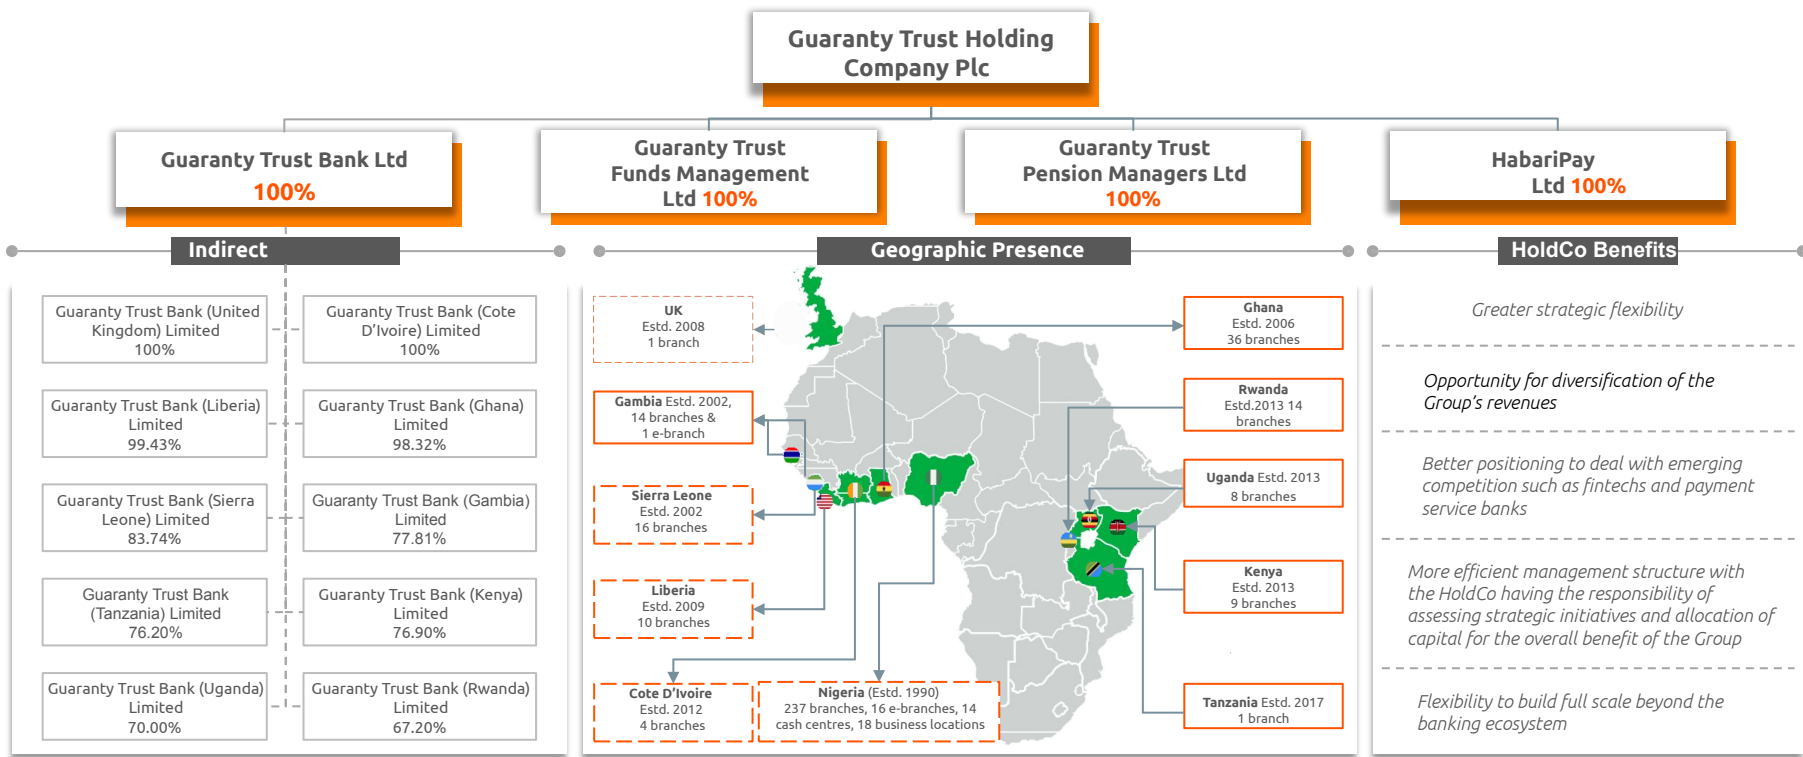 Guaranty Trust Holding
Company Plc
Guaranty Trust Bank Ltd
100%
Guaranty Trust
Funds Management
Ltd 100%
Guaranty Trust
Pension Managers Ltd
100%
HabariPay
Ltd 100%
Indirect
Guaranty Trust Bank (United
Kingdom) Limited
100%
Guaranty Trust Bank (Cote
D’Ivoire) Limited
100%
Guaranty Trust Bank (Liberia)
Limited
99.43%
Guaranty Trust Bank (Ghana)
Limited
98.32%
Guaranty Trust Bank (Sierra
Leone) Limited
83.74%
Guaranty Trust Bank (Gambia)
Limited
77.81%
Guaranty Trust Bank
(Tanzania) Limited
76.20%
Guaranty Trust Bank (Kenya)
Limited
76.90%
Guaranty Trust Bank (Uganda)
Limited
70.00%
Guaranty Trust Bank (Rwanda)
Limited
67.20%
Geographic Presence
UK
Estd. 2008
1 branch
Gambia Estd. 2002,
14 branches &
1 e-branch
Sierra Leone
Estd. 2002
16 branches
Liberia
Estd. 2009
10 branches
Cote D’Ivoire
Estd. 2012
4 branches
Nigeria (Estd. 1990)
237 branches, 16 e-branches, 14
cash centres, 18 business locations
Ghana
Estd. 2006
36 branches
Rwanda
Estd.2013 14
branches
Uganda Estd. 2013
8 branches
Kenya
Estd. 2013
9 branches
Tanzania Estd. 2017
1 branch
HoldCo Benefits
Greater strategic flexibility
Opportunity for diversification of the
Group’s revenues
Better positioning to deal with emerging
competition such as fintechs and payment
service banks
More efficient management structure with
the HoldCo having the responsibility of
assessing strategic initiatives and allocation of
capital for the overall benefit of the Group
Flexibility to build full scale beyond the
banking ecosystem